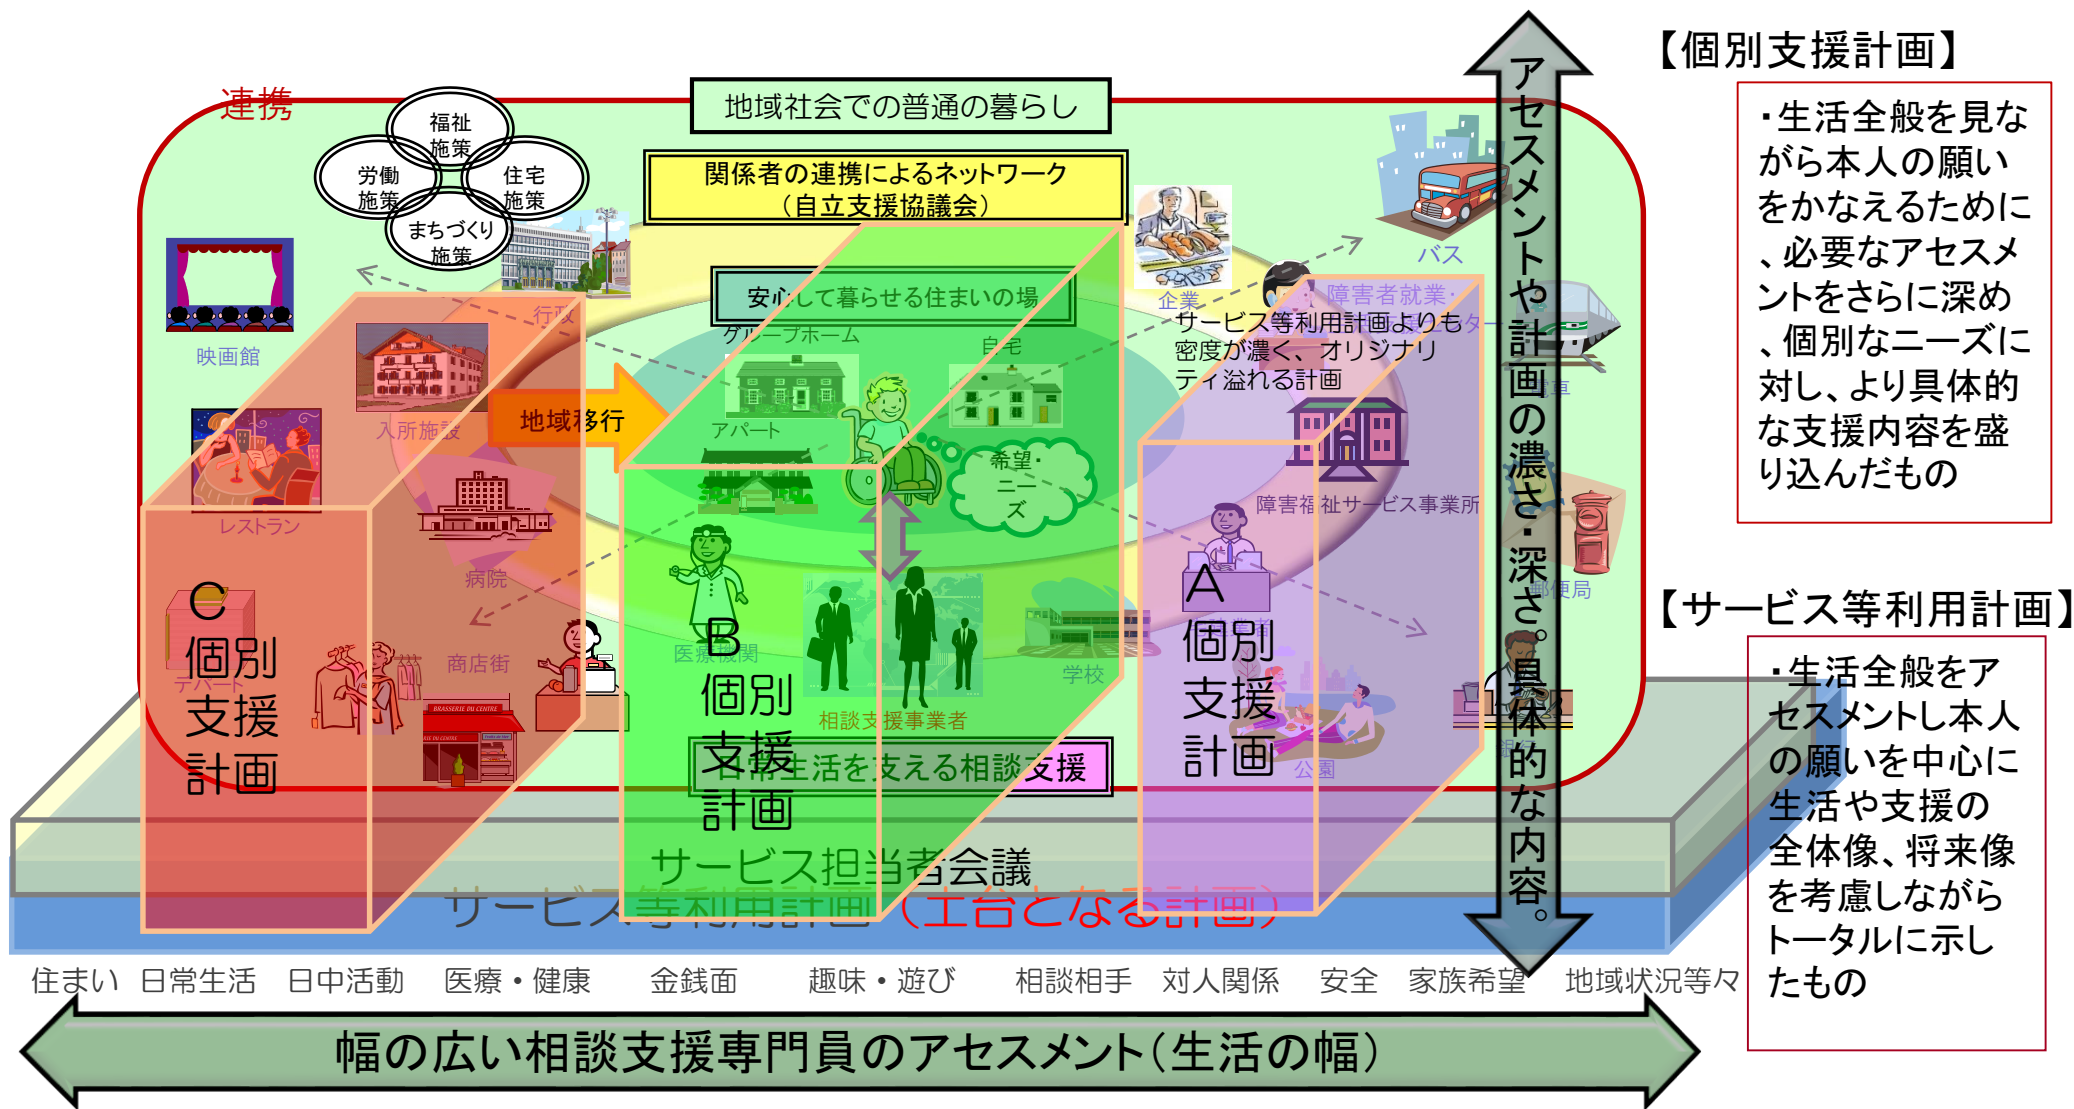 【個別支援計画】
・生活全般を見な
がら本人の願い
をかなえるために
、必要なアセスメ
ントをさらに深め
、個別なニーズに
対し、より具体的
な支援内容を盛
り込んだもの
【サービス等利用計画】
・生活全般をア
セスメントし本人
の願いを中心に
生活や支援の
全体像、将来像
を考慮しながら
トータルに示し
たもの
アセスメントや計画の濃さ・深さ。具体的な内容。
連携
地域社会での普通の暮らし
福祉
施策
労働
施策
住宅
施策
まちづくり
施策
関係者の連携によるネットワーク
（自立支援協議会）
バス
行政
安心して暮らせる住まいの場
企業
障害者就業・
サービス等利用計画よりも
密度が濃く、オリジナリ
ティ溢れる計画
映画館
グループホーム
自宅
電車
入所施設
地域移行
アパート
希望・
ニー
ズ
レストラン
障害福祉サービス事業所
病院
郵便局
C
個別
支援
計画
デパート
商店街
BRASSERIE DU CENTRE
医療機関
B
個別
支援
計画
相談支援事業者
学校
A
個別
支援
計画
公園
銀行
日常生活を支える相談支援
サービス担当者会議
サービス等利用計画（土台となる計画）
住まい 日常生活 日中活動 医療・健康 金銭面 趣味・遊び 相談相手 対人関係 安全 家族希望 地域状況等々
幅の広い相談支援専門員のアセスメント（生活の幅）